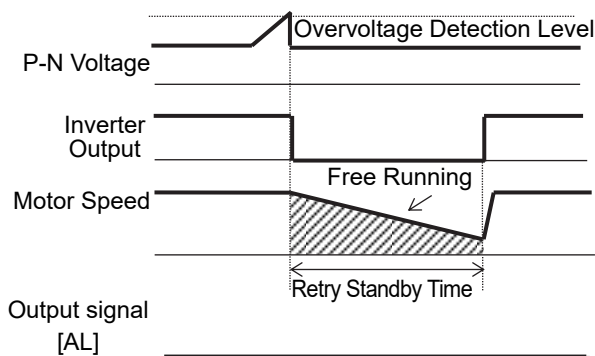 Overvoltage Detection Level
P-N Voltage
Inverter
Output
Free Running
Motor Speed
Retry Standby Time
Output signal
[AL]